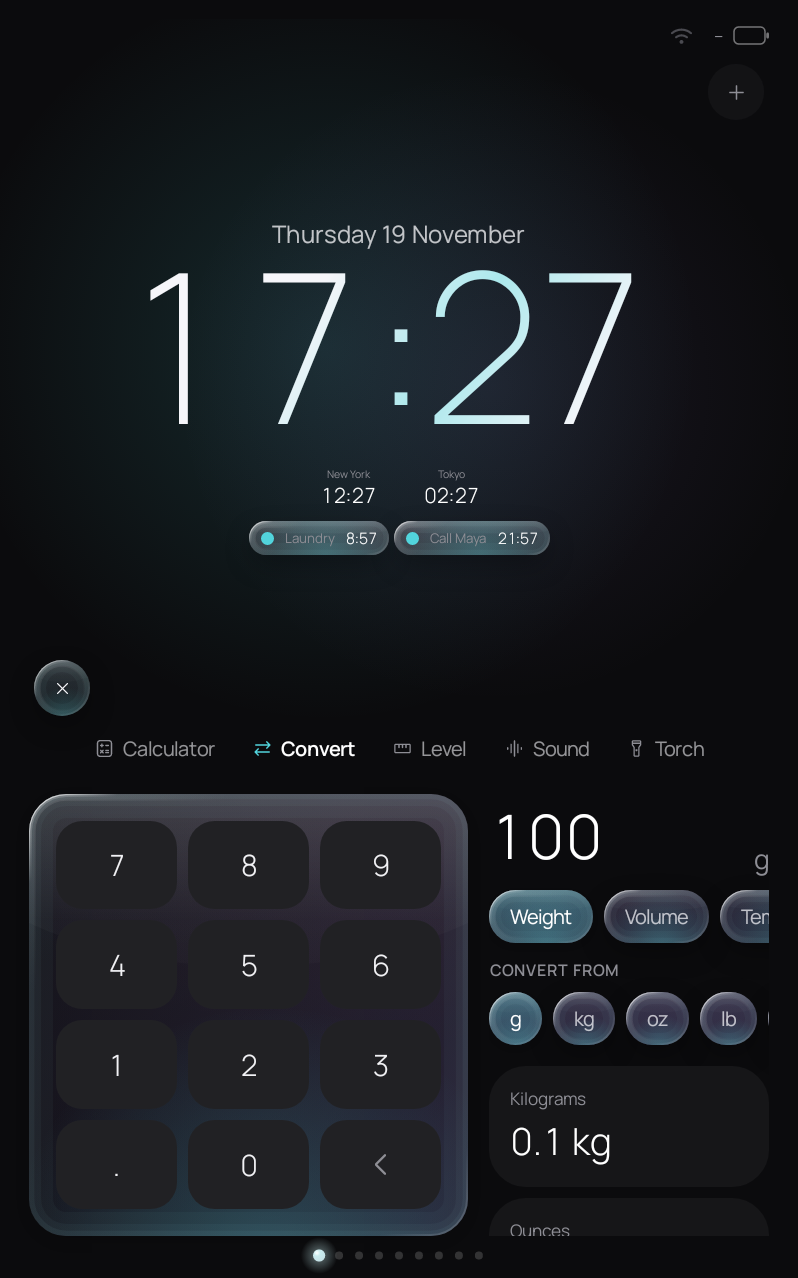 –
+
Thursday 19 November
17:27
New York Tokyo
12:27 02:27
Laundry 8:57 Call Maya 21:57
Calculator Convert Level Sound Torch
100 g
7 8 9
4 5 6
1 2 3
. 0
Weight Volume
CONVERT FROM
g kg oz lb
Kilograms
0.1 kg
Ounces